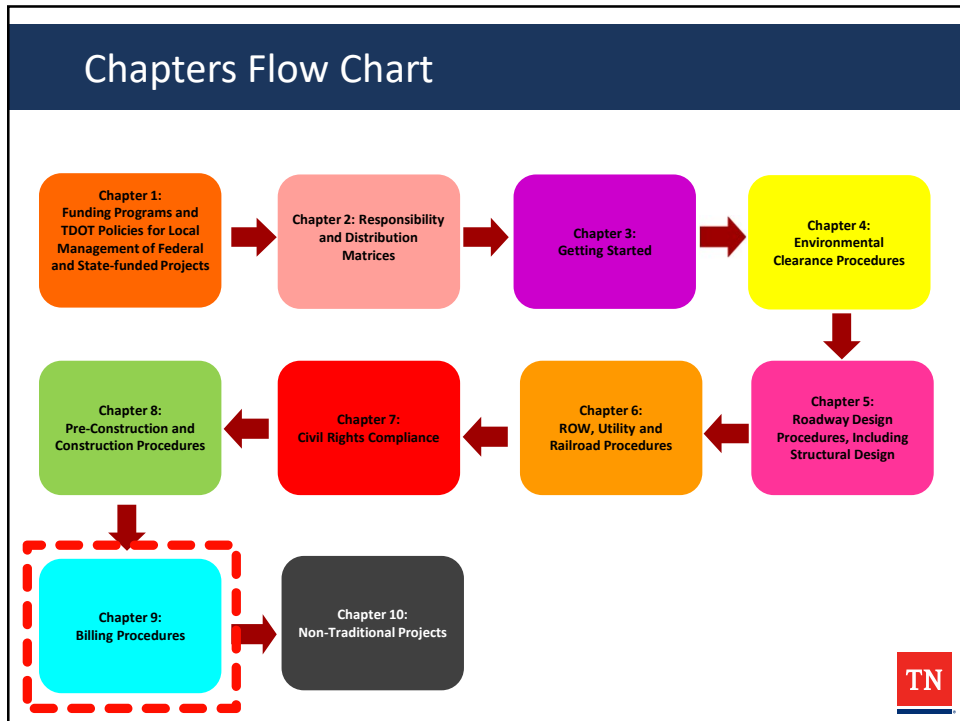 Chapters Flow Chart
Chapter 1:
Funding Programs and
TDOT Policies for Local
Management of Federal
and State-funded Projects
Chapter 2: Responsibility
and Distribution
Matrices
Chapter 3:
Getting Started
Chapter 4:
Environmental
Clearance Procedures
Chapter 5:
Roadway Design
Procedures, Including
Structural Design
Chapter 6:
ROW, Utility and
Railroad Procedures
Chapter 7:
Civil Rights Compliance
Chapter 8:
Pre-Construction and
Construction Procedures
Chapter 9:
Billing Procedures
Chapter 10:
Non-Traditional Projects
TN